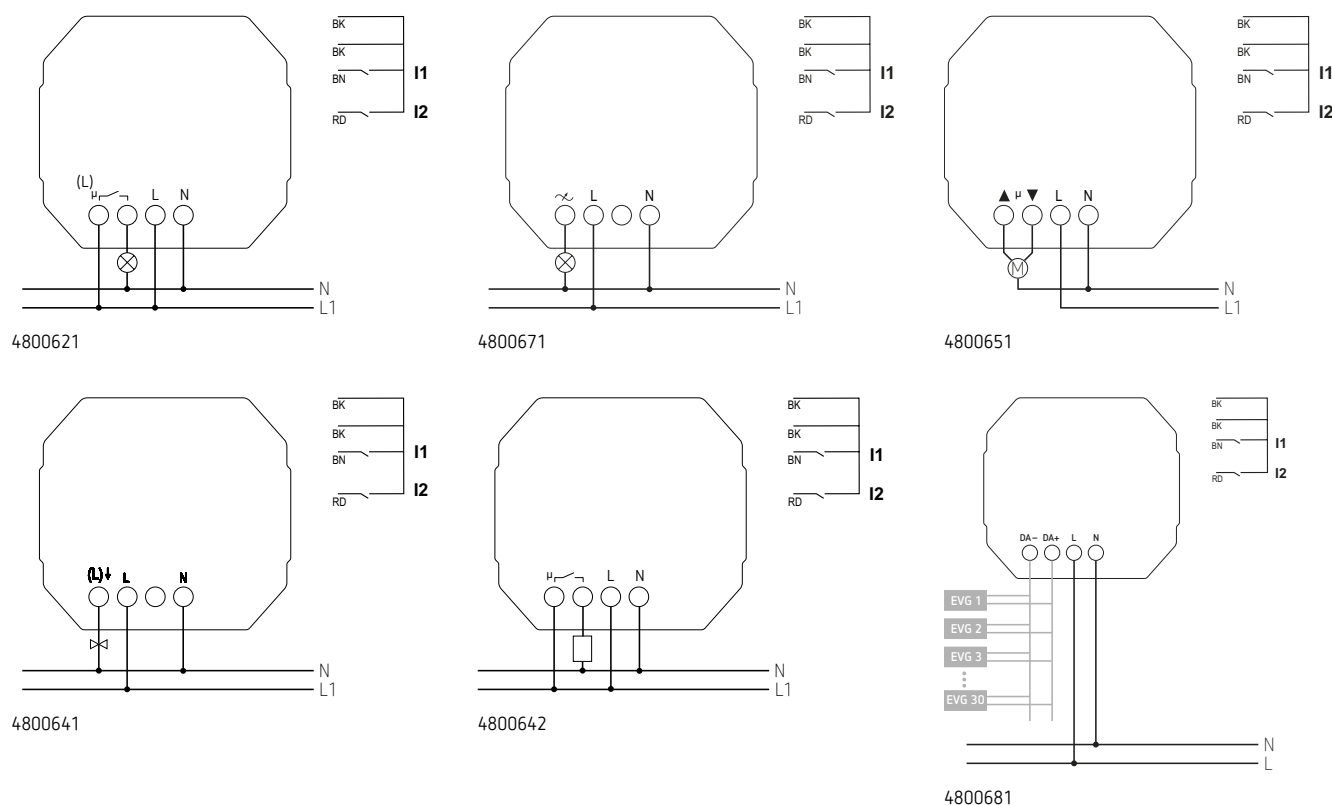 BK
BK
BN
RD
I1
I2
(L)
µ L N
N
L1
4800621
BK
BK
BN
RD
I1
I2
L N
N
L1
4800671
BK
BK
BN
RD
I1
I2
▲ µ ▼ L N
M
N
L1
4800651
BK
BK
BN
RD
I1
I2
(L)↓ L N
N
L1
4800641
BK
BK
BN
RD
I1
I2
µ L N
N
L1
4800642
BK
BK
BN
RD
I1
I2
DA− DA+ L N
EVG 1
EVG 2
EVG 3
EVG 30
N
L
4800681